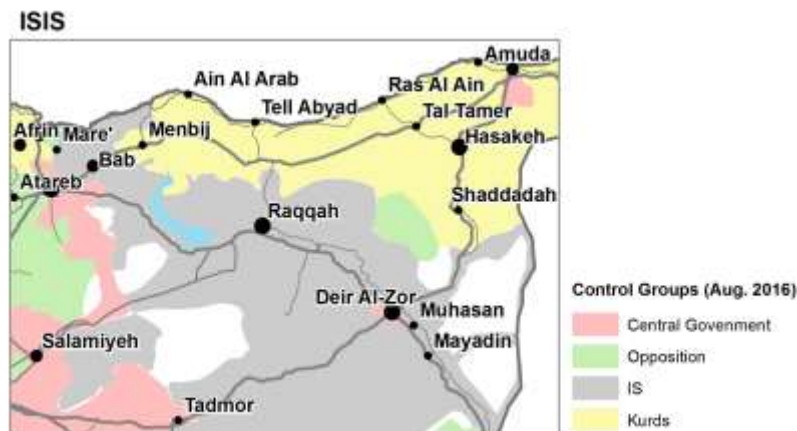 ISIS
Amuda
Ain Al Arab
Ras Al Ain
Tell Abyad
Tal Tamer
Afrin
Mare'
Menbij
Hasakeh
Bab
Atareb
Shaddadah
Raqqah
Control Groups (Aug. 2016)
Deir Al-Zor
Muhasan
Central Govenment
Salamiyeh
Mayadin
Opposition
IS
Tadmor
Kurds